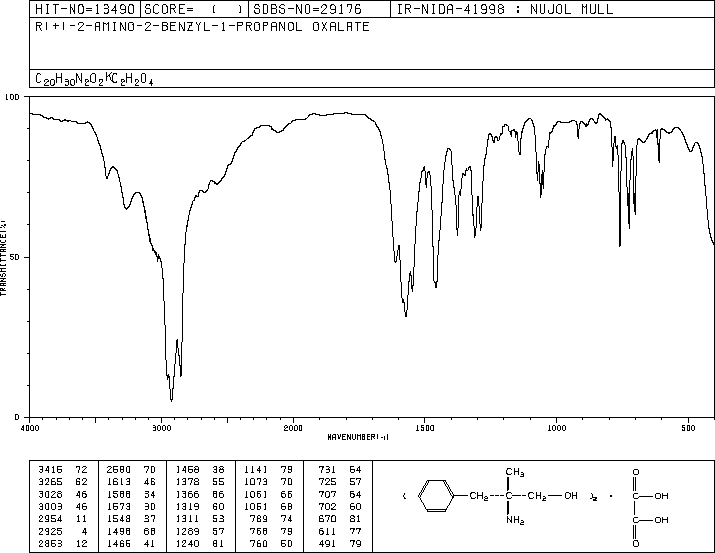 HIT-NO=13490 SCORE= ( ) SDBS-NO=29176 IR-NIDA-41998 : NUJOL MULL
R(+)-2-AMINO-2-BENZYL-1-PROPANOL OXALATE
C20H30N2O2KC2H2O4
100
50
0
TRANSMITTANCE(%)
4000 3000 2000 1500 1000 500
WAVENUMBER(-1)
3415 72 2580 70 1458 38 1141 79 731 64
3265 62 1613 46 1378 55 1073 70 725 57
3028 46 1588 34 1366 86 1061 66 707 64
3003 46 1573 30 1319 60 1051 68 702 60
2954 11 1548 37 1311 53 789 74 670 81
2925 4 1498 68 1289 57 768 79 611 77
2853 12 1465 41 1240 81 760 50 491 79
CH3
O
( CH2 C CH2 OH )2 · C OH
NH2
C OH
O